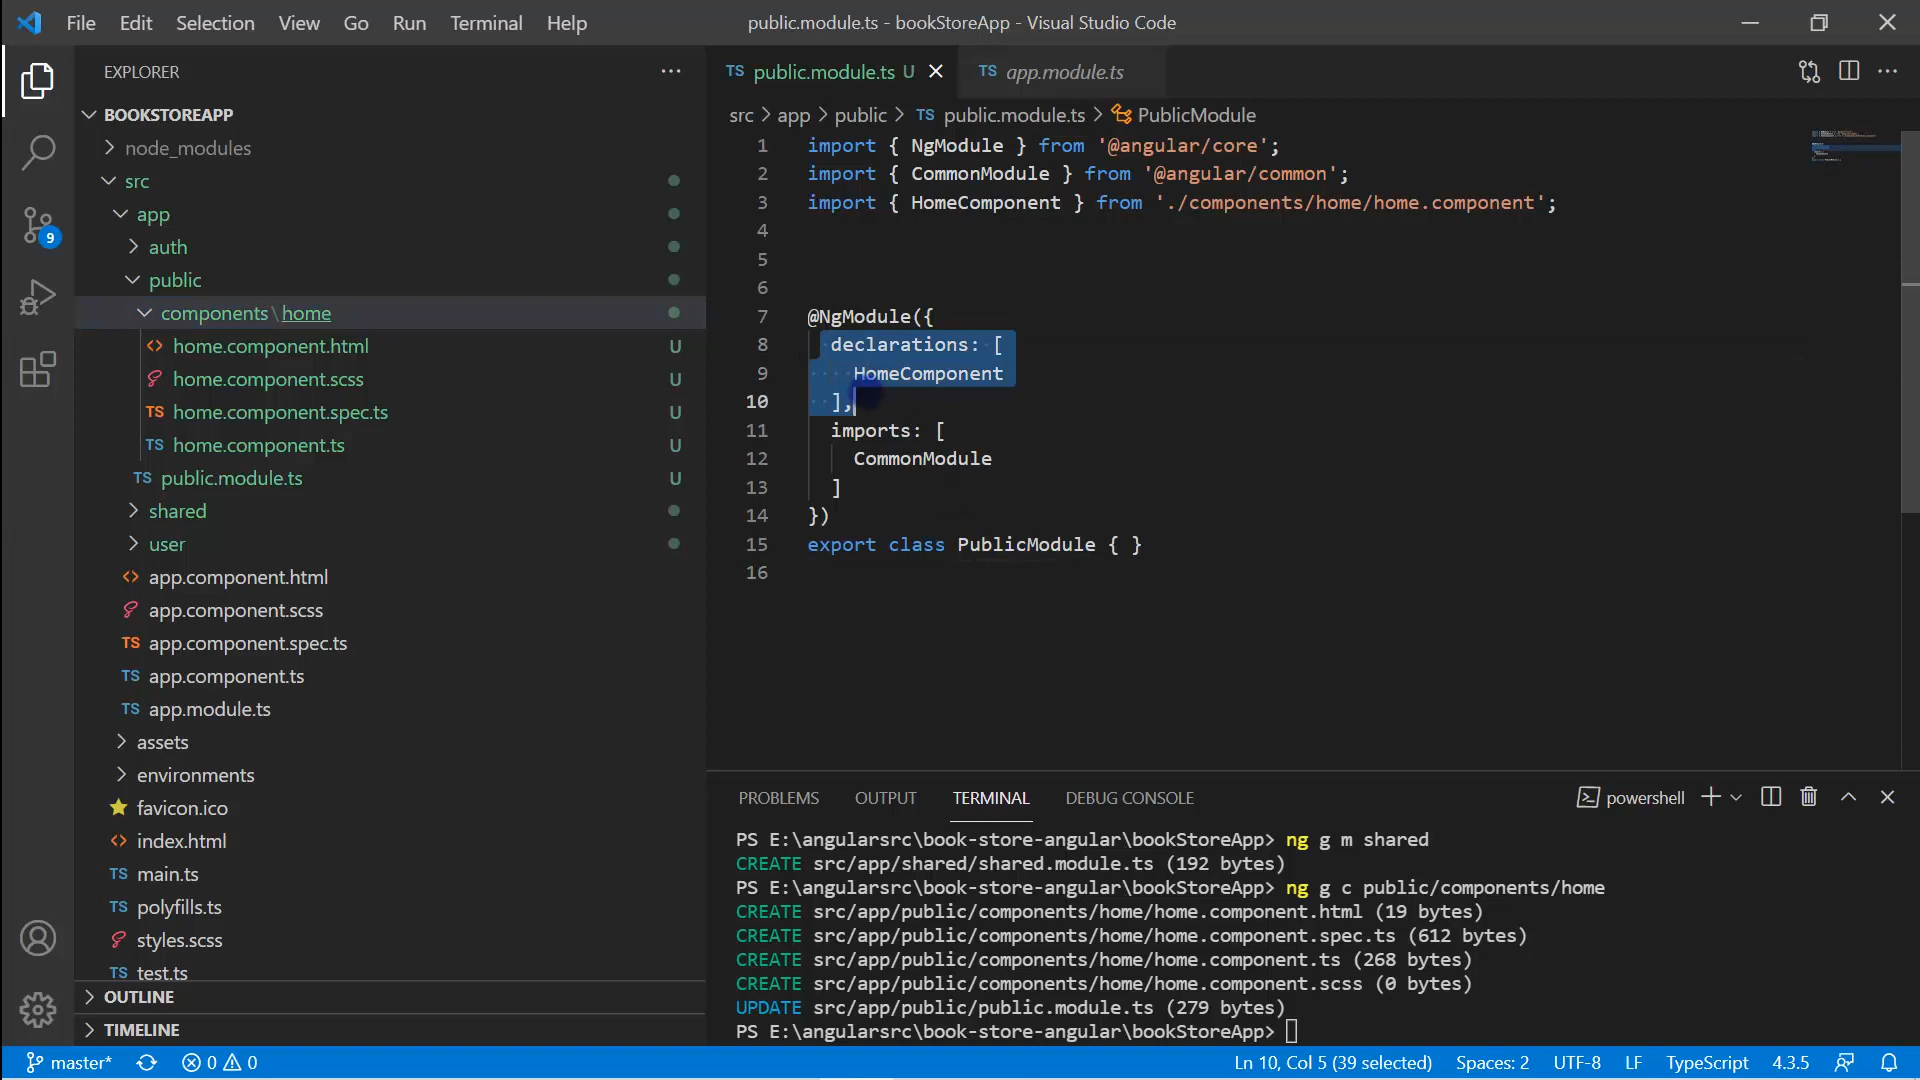 File Edit Selection View Go Run Terminal Help
public.module.ts - bookStoreApp - Visual Studio Code
EXPLORER
BOOKSTOREAPP
node_modules
src
app
auth
public
components\home
home.component.html U
home.component.scss U
home.component.spec.ts U
home.component.ts U
public.module.ts U
shared
user
app.component.html
app.component.scss
app.component.spec.ts
app.component.ts
app.module.ts
assets
environments
favicon.ico
index.html
main.ts
polyfills.ts
styles.scss
test.ts
OUTLINE
TIMELINE
9
TS public.module.ts U
TS app.module.ts
src > app > public > TS public.module.ts > PublicModule
1 import { NgModule } from '@angular/core';
2 import { CommonModule } from '@angular/common';
3 import { HomeComponent } from './components/home/home.component';
4
5
6
7 @NgModule({
8 declarations: [
9 HomeComponent
10 ],
11 imports: [
12 CommonModule
13 ]
14 })
15 export class PublicModule { }
16
PROBLEMS OUTPUT TERMINAL DEBUG CONSOLE
powershell
PS E:\angularsrc\book-store-angular\bookStoreApp> ng g m shared
CREATE src/app/shared/shared.module.ts (192 bytes)
PS E:\angularsrc\book-store-angular\bookStoreApp> ng g c public/components/home
CREATE src/app/public/components/home/home.component.html (19 bytes)
CREATE src/app/public/components/home/home.component.spec.ts (612 bytes)
CREATE src/app/public/components/home/home.component.ts (268 bytes)
CREATE src/app/public/components/home/home.component.scss (0 bytes)
UPDATE src/app/public/public.module.ts (279 bytes)
PS E:\angularsrc\book-store-angular\bookStoreApp>
master* 0 0
Ln 10, Col 5 (39 selected) Spaces: 2 UTF-8 LF TypeScript 4.3.5